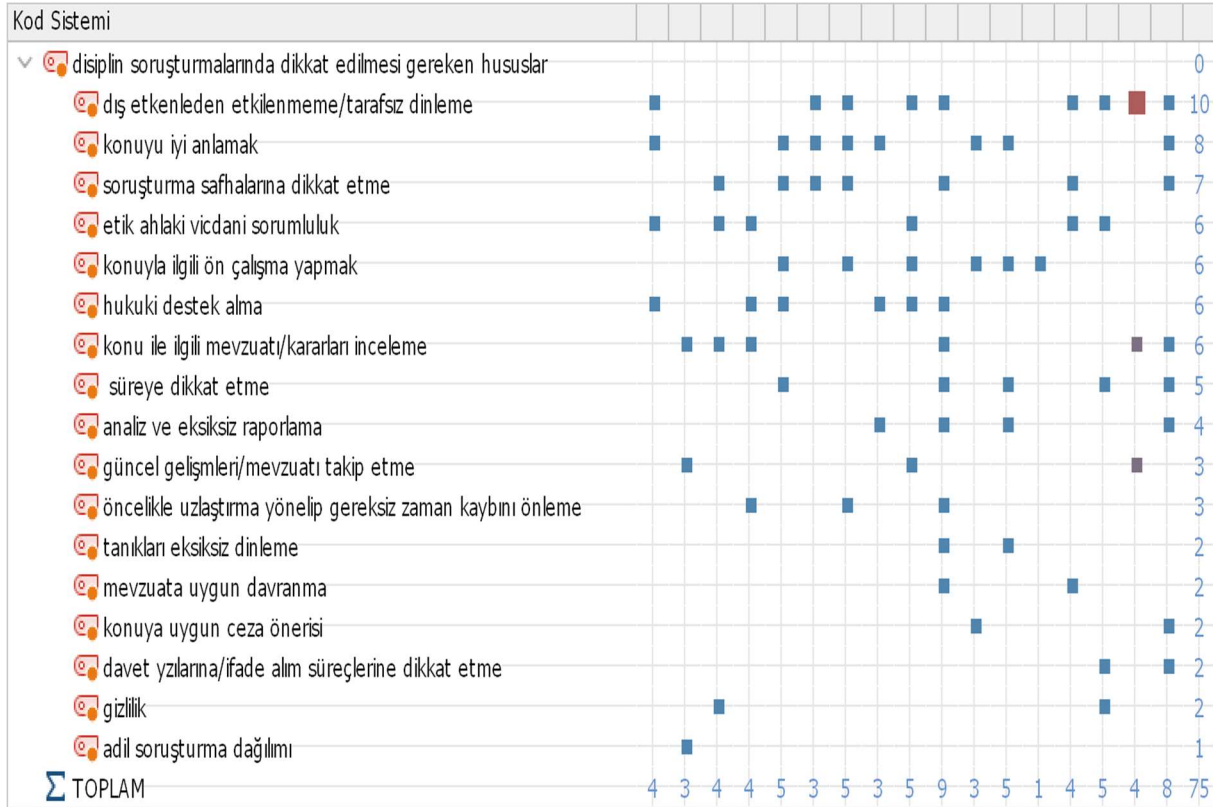 Kod Sistemi
disiplin soruşturmalarında dikkat edilmesi gereken hususlar 0
dış etkenleden etkilenmeme/tarafsız dinleme 10
konuyu iyi anlamak 8
soruşturma safhalarına dikkat etme 7
etik ahlaki vicdani sorumluluk 6
konuyla ilgili ön çalışma yapmak 6
hukuki destek alma 6
konu ile ilgili mevzuatı/kararları inceleme 6
süreye dikkat etme 5
analiz ve eksiksiz raporlama 4
güncel gelişmleri/mevzuatı takip etme 3
öncelikle uzlaştırma yönelip gereksiz zaman kaybını önleme 3
tanıkları eksiksiz dinleme 2
mevzuata uygun davranma 2
konuya uygun ceza önerisi 2
davet yzılarına/ifade alım süreçlerine dikkat etme 2
gizlilik 2
adil soruşturma dağılımı 1
Σ TOPLAM 4 3 4 4 5 3 5 3 5 9 3 5 1 4 5 4 8 75